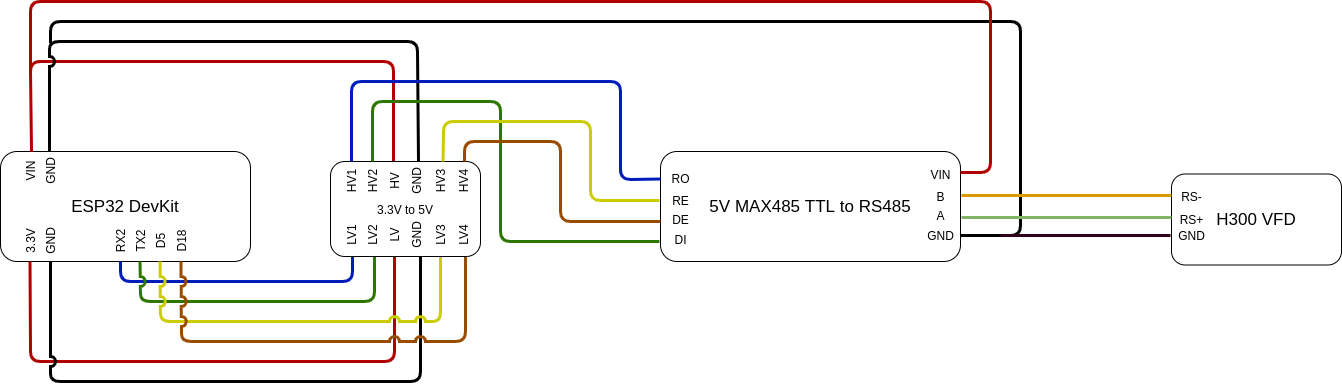 VIN
GND
ESP32 DevKit
3.3V
GND
RX2
TX2
D5
D18
HV1
HV2
HV
GND
HV3
HV4
3.3V to 5V
LV1
LV2
LV
GND
LV3
LV4
RO
RE
DE
DI
5V MAX485 TTL to RS485
VIN
B
A
GND
RS-
RS+
GND
H300 VFD